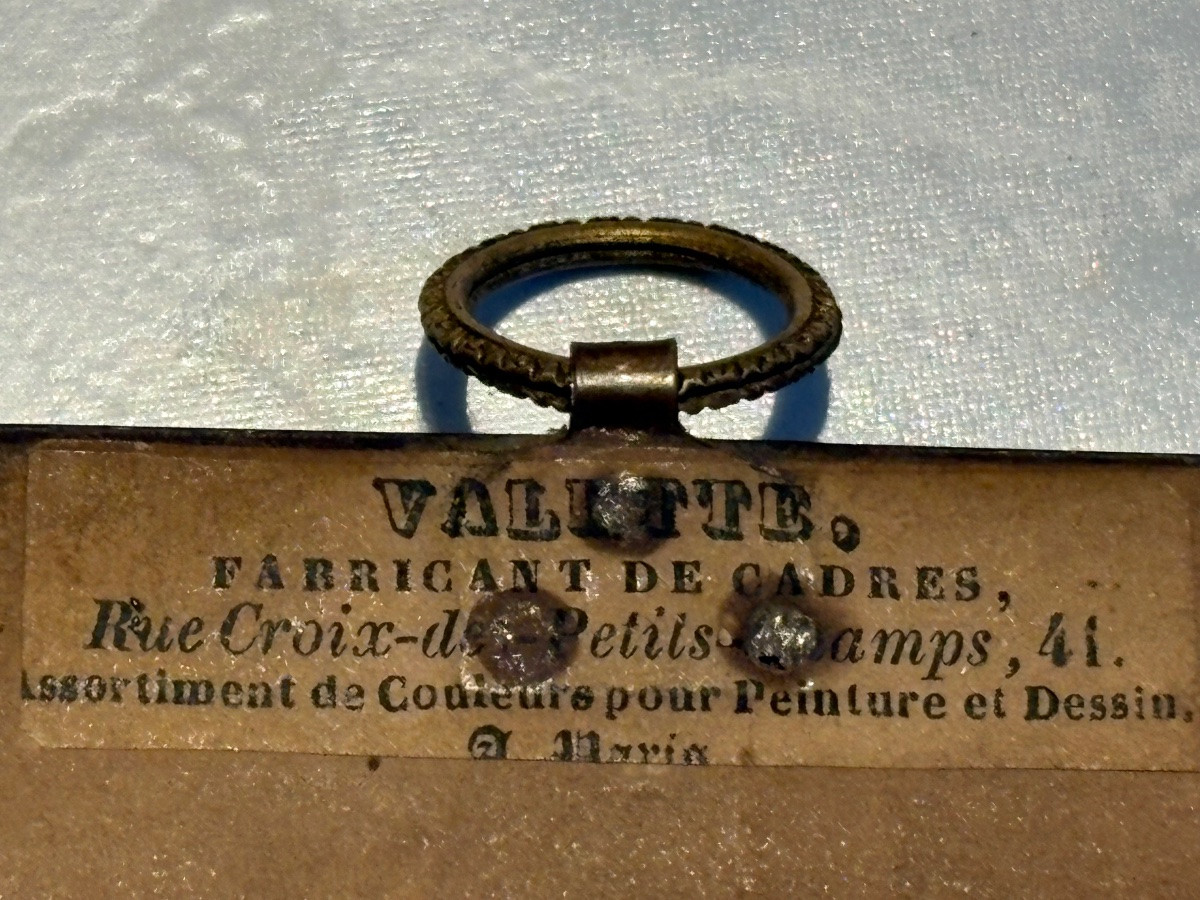 VALETTE,
FABRICANT DE CADRES,
Rue Croix-des-Petits-Champs, 41.
Assortiment de Couleurs pour Peinture et Dessin,
A Paris